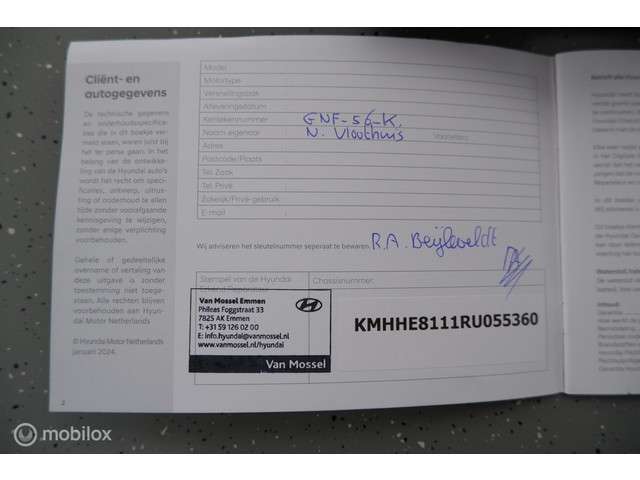 Cliënt- en
autogegevens
De technische gegevens
en onderhoudsspecifica-
ties die in dit boekje ver-
meld staan, waren juist bij
het ter perse gaan. In het
belang van de ontwikke-
ling van de Hyundai auto's
wordt het recht om speci-
ficaties, ontwerp, uitrus-
ting of onderhoud te allen
tijde zonder voorafgaande
kennisgeving te wijzigen,
zonder enige verplichting
voorbehouden.
Gehele of gedeeltelijke
overname of vertaling van
deze uitgave is zonder
toestemming niet toege-
staan. Alle rechten blijven
voorbehouden aan Hyun-
dai Motor Netherlands
© Hyundai Motor Netherlands
januari 2024.
2
Model
Motortype
Versnellingsbak
Afleveringsdatum
Kentekennummer GNF-56-K
Naam eigenaar N. Vloothuis Voorletters
Adres
Postcode/Plaats
Tel. Zaak
Tel. Privé
Zakelijk/Privé gebruik
E-mail
Wij adviseren het sleutelnummer seperaat te bewaren. R.A. Beijleveldt
Stempel van de Hyundai Chassisnummer:
Erkend Reparateur
Van Mossel Emmen
Phileas Foggstraat 33
7825 AK Emmen
T: +31 59 126 02 00
E: info.hyundai@vanmossel.nl
www.vanmossel.nl/hyundai
Van Mossel
KMHHE8111RU055360
mobilox